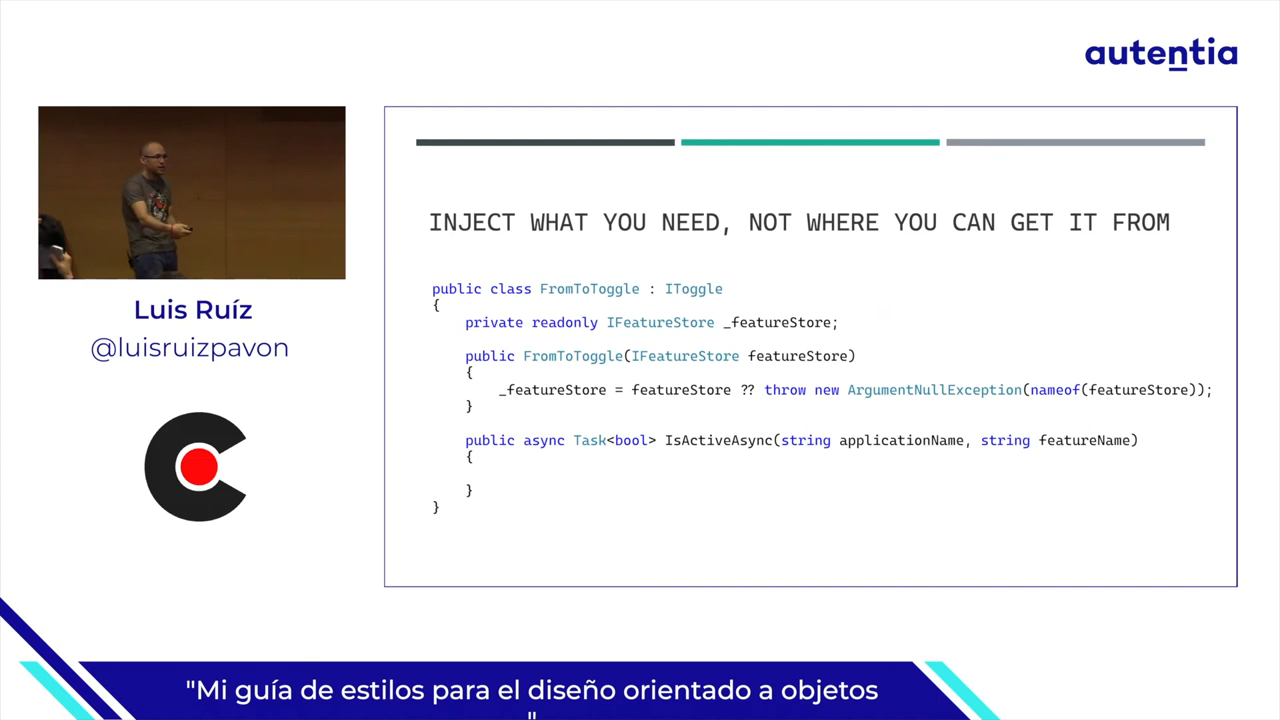 autentia
Luis Ruíz
@luisruizpavon
INJECT WHAT YOU NEED, NOT WHERE YOU CAN GET IT FROM
public class FromToToggle : IToggle
{
private readonly IFeatureStore _featureStore;
public FromToToggle(IFeatureStore featureStore)
{
_featureStore = featureStore ?? throw new ArgumentNullException(nameof(featureStore));
}
public async Task<bool> IsActiveAsync(string applicationName, string featureName)
{
}
}
"Mi guía de estilos para el diseño orientado a objetos
"